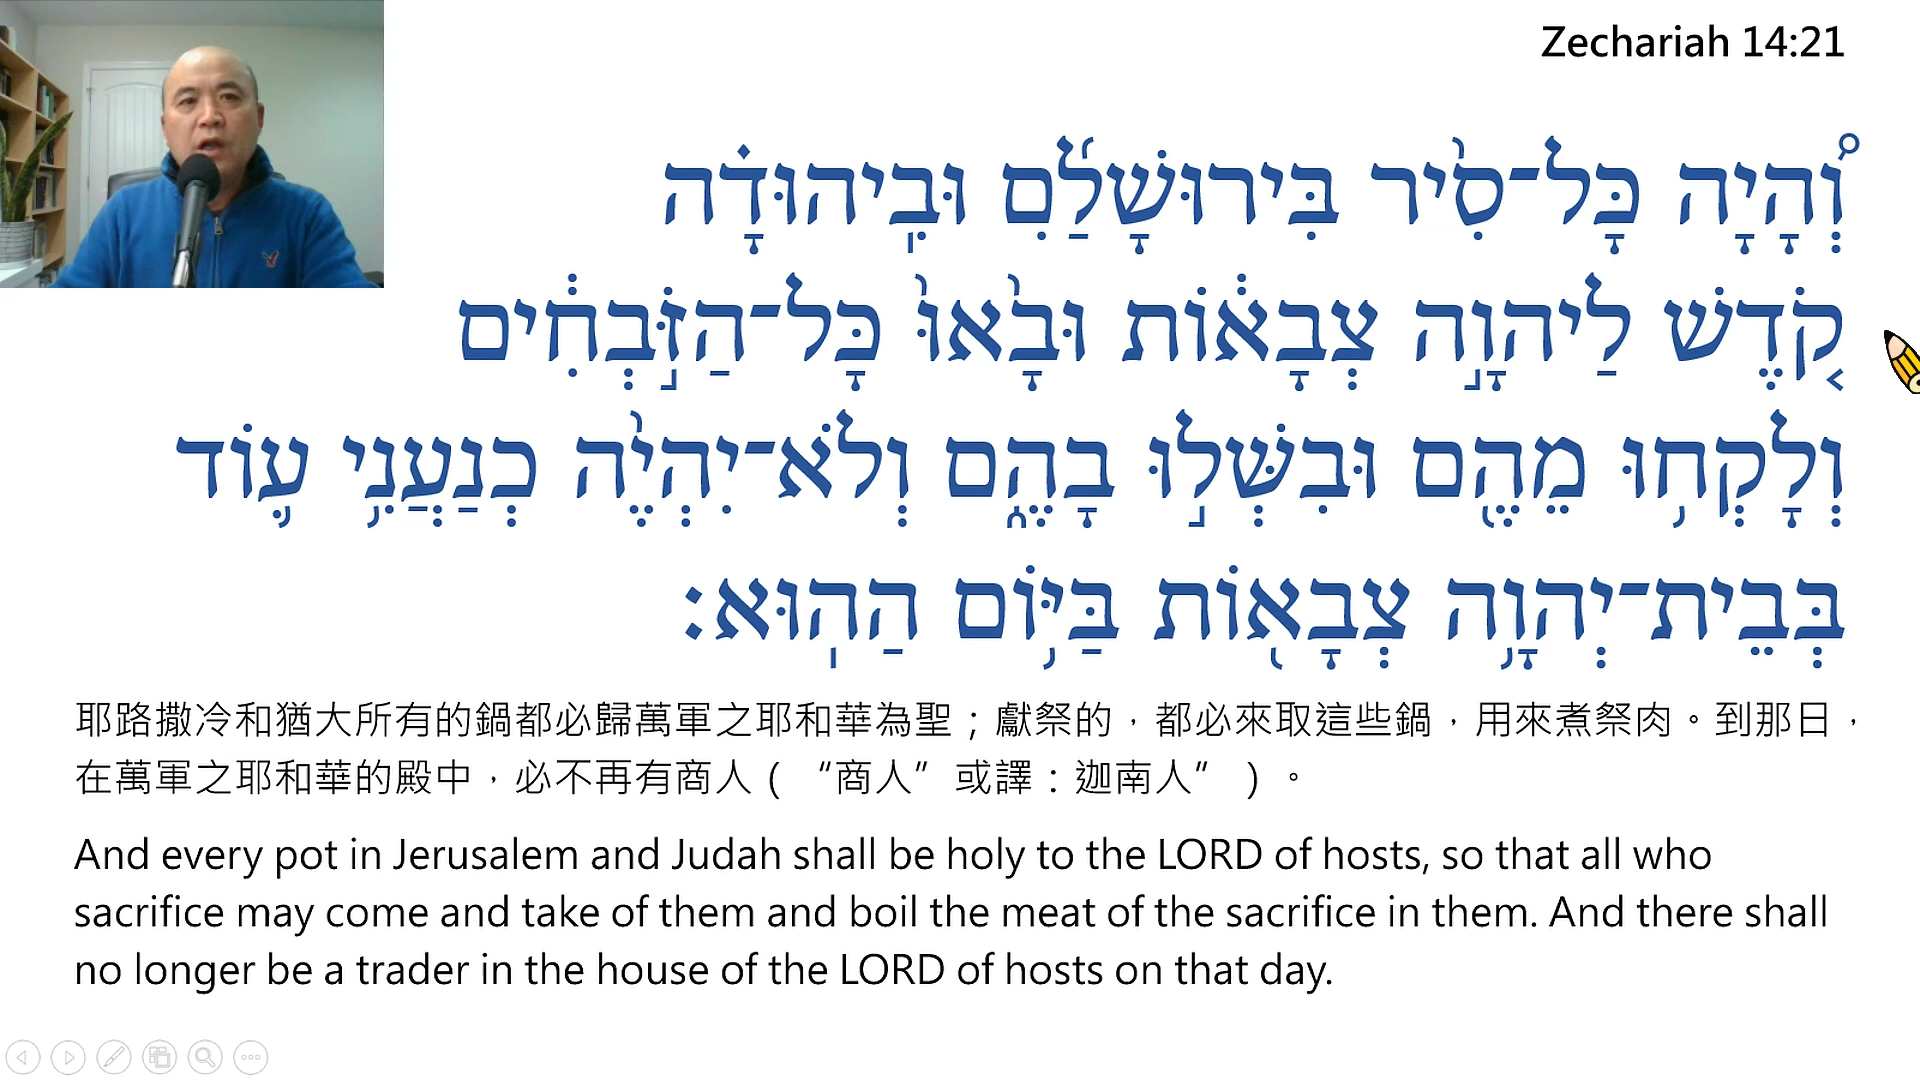 Zechariah 14:21
וְ֠הָיָה כָּל־סִ֨יר בִּירוּשָׁלִַ֜ם וּבִֽיהוּדָ֗ה
קֹ֚דֶשׁ לַיהוָ֣ה צְבָא֔וֹת וּבָ֙אוּ֙ כָּל־הַזֹּ֣בְחִ֔ים
וְלָקְח֥וּ מֵהֶ֖ם וּבִשְּׁל֣וּ בָהֶ֑ם וְלֹא־יִהְיֶ֨ה כְנַעֲנִ֥י ע֛וֹד
בְּבֵית־יְהוָ֥ה צְבָא֖וֹת בַּיּ֥וֹם הַהֽוּא׃
耶路撒冷和猶大所有的鍋都必歸萬軍之耶和華為聖；獻祭的，都必來取這些鍋，用來煮祭肉。到那日，
在萬軍之耶和華的殿中，必不再有商人（“商人”或譯：迦南人”）。
And every pot in Jerusalem and Judah shall be holy to the LORD of hosts, so that all who
sacrifice may come and take of them and boil the meat of the sacrifice in them. And there shall
no longer be a trader in the house of the LORD of hosts on that day.